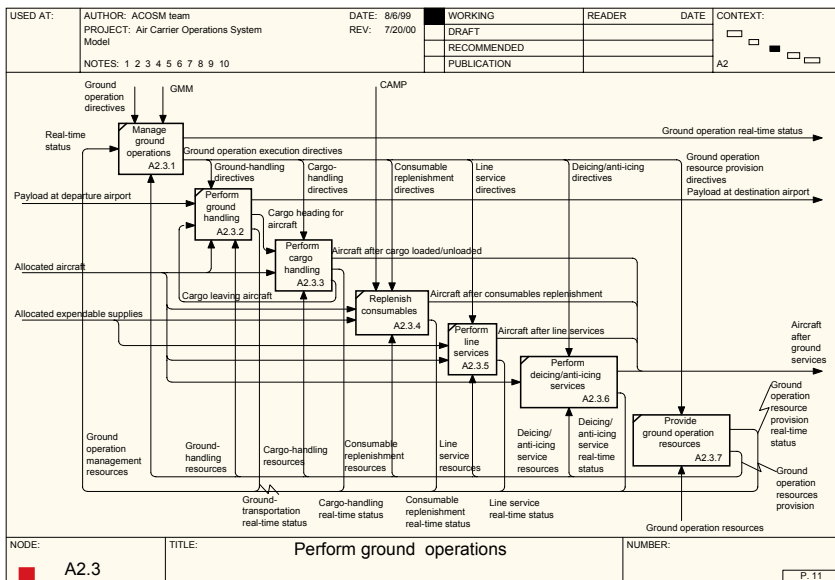 USED AT:
AUTHOR: ACOSM team
DATE: 8/6/99
PROJECT: Air Carrier Operations System
Model
REV: 7/20/00
NOTES: 1 2 3 4 5 6 7 8 9 10
WORKING
DRAFT
RECOMMENDED
PUBLICATION
READER
DATE
CONTEXT:
A2
Ground
operation
directives
GMM
CAMP
Real-time
status
Manage
ground
operations
A2.3.1
Ground operation real-time status
Ground operation execution directives
Ground-handling
directives
Cargo-
handling
directives
Consumable
replenishment
directives
Line
service
directives
Deicing/anti-icing
directives
Ground operation
resource provision
directives
Payload at departure airport
Payload at destination airport
Perform
ground
handling
A2.3.2
Cargo heading for
aircraft
Perform
cargo
handling
A2.3.3
Aircraft after cargo loaded/unloaded
Allocated aircraft
Cargo leaving aircraft
Replenish
consumables
A2.3.4
Aircraft after consumables replenishment
Allocated expendable supplies
Perform
line
services
A2.3.5
Aircraft after line services
Aircraft
after
ground
services
Perform
deicing/anti-icing
services
A2.3.6
Ground
operation
resource
provision
real-time
status
Provide
ground operation
resources
A2.3.7
Ground
operation
management
resources
Ground-
handling
resources
Cargo-handling
resources
Consumable
replenishment
resources
Line
service
resources
Deicing/
anti-icing
service
resources
Deicing/
anti-icing
service
real-time
status
Ground
operation
resources
provision
Ground-
transportation
real-time status
Cargo-handling
real-time status
Consumable
replenishment
real-time status
Line service
real-time status
Ground operation resources
NODE:
A2.3
TITLE:
Perform ground operations
NUMBER:
P. 11